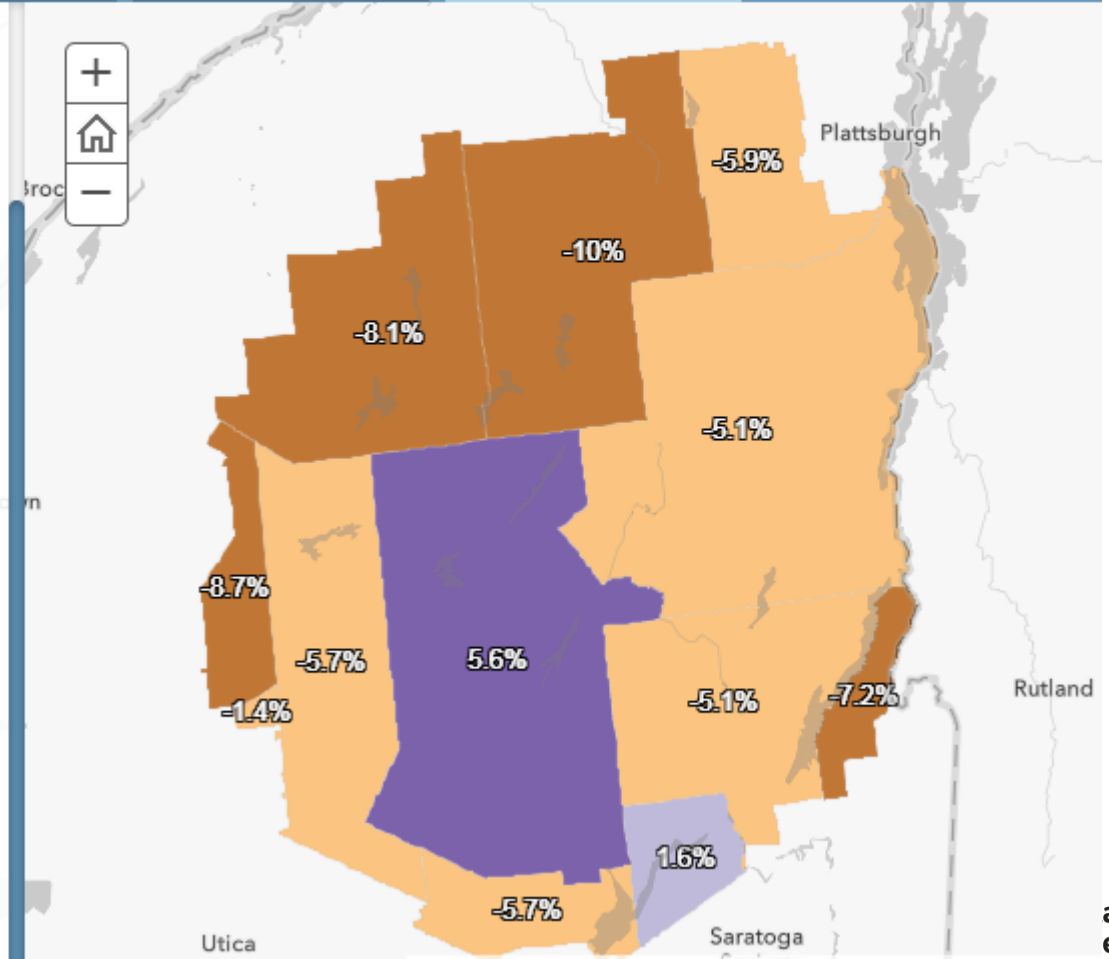 +
−
Plattsburgh
-5.9%
Broc
-10%
-8.1%
-5.1%
-8.7%
5.6%
-5.7%
-1.4%
-5.1%
-7.2%
Rutland
1.6%
-5.7%
Utica
Saratoga